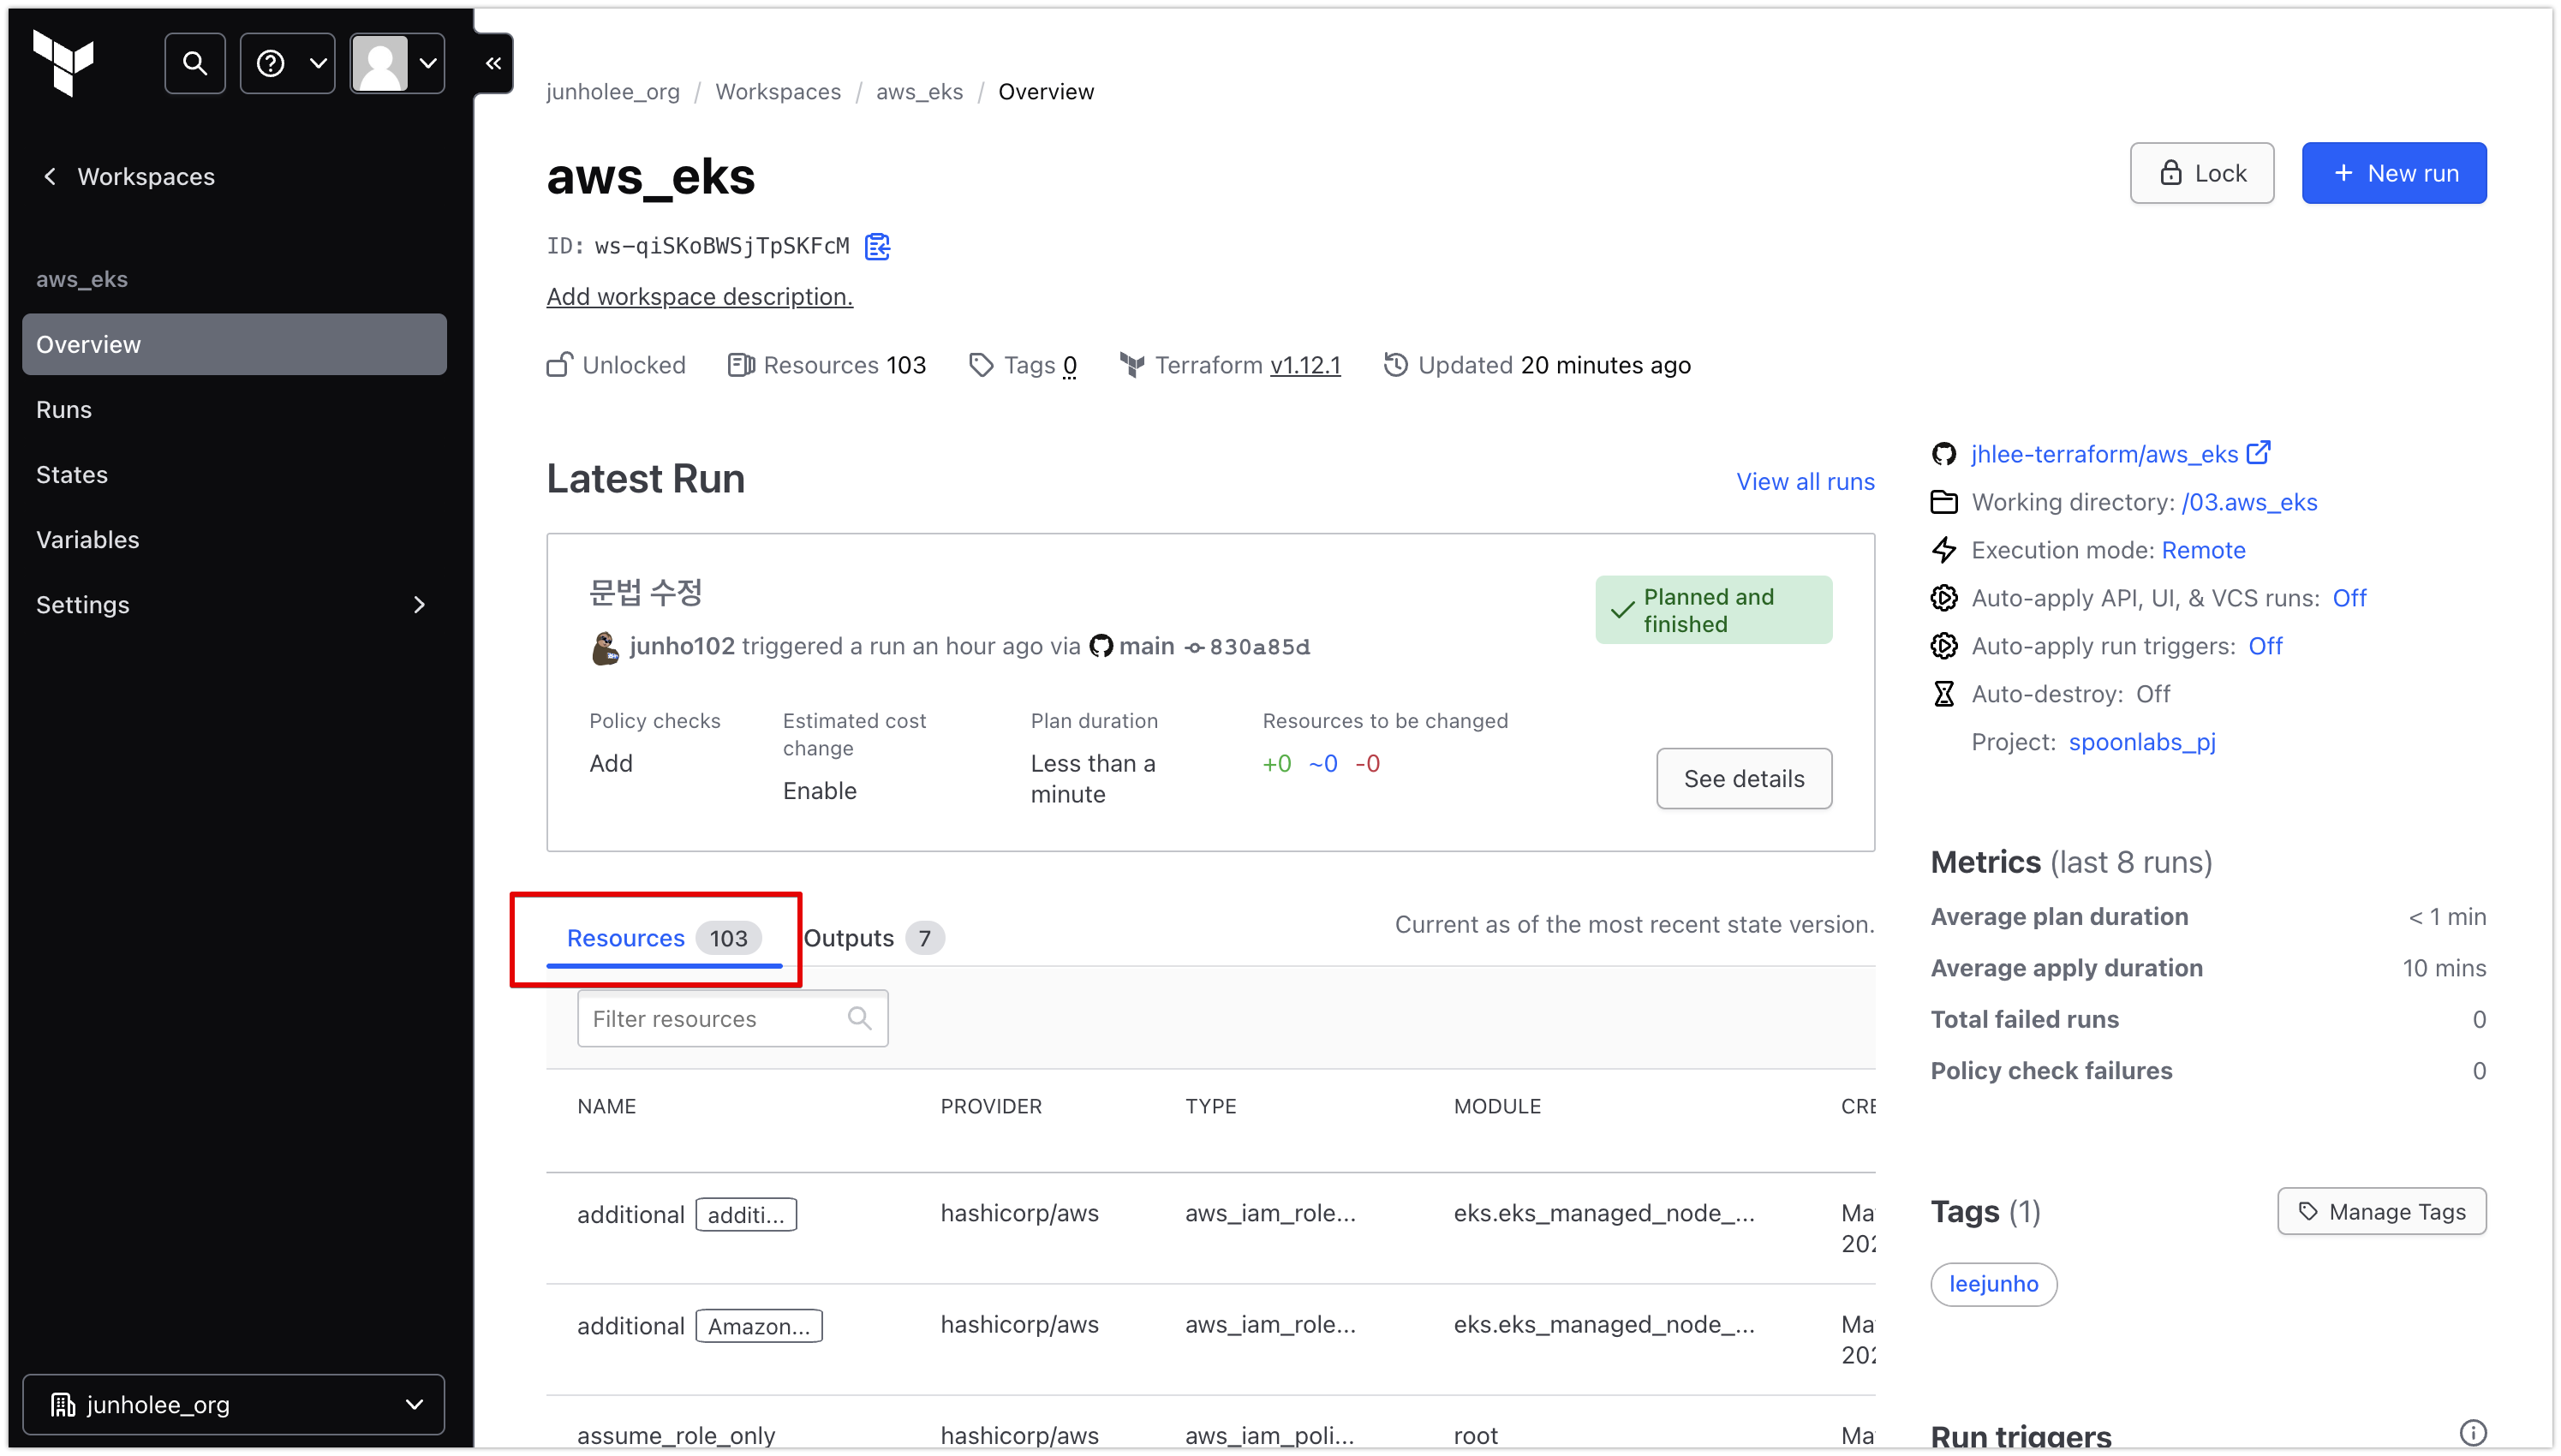 Workspaces
aws_eks
Overview
Runs
States
Variables
Settings
junholee_org
junholee_org / Workspaces / aws_eks / Overview
aws_eks
Lock
+ New run
ID: ws-qiSKoBWSjTpSKFcM
Add workspace description.
Unlocked Resources 103 Tags 0 Terraform v1.12.1 Updated 20 minutes ago
Latest Run
View all runs
문법 수정
Planned and
finished
junho102 triggered a run an hour ago via main 830a85d
Policy checks
Add
Estimated cost
change
Enable
Plan duration
Less than a
minute
Resources to be changed
+0 ~0 -0
See details
Resources 103
Outputs 7
Current as of the most recent state version.
Filter resources
NAME PROVIDER TYPE MODULE CRE
additional additi... hashicorp/aws aws_iam_role... eks.eks_managed_node_... Ma
202
additional Amazon... hashicorp/aws aws_iam_role... eks.eks_managed_node_... Ma
202
assume_role_only hashicorp/aws aws_iam_poli... root Ma
jhlee-terraform/aws_eks
Working directory: /03.aws_eks
Execution mode: Remote
Auto-apply API, UI, & VCS runs: Off
Auto-apply run triggers: Off
Auto-destroy: Off
Project: spoonlabs_pj
Metrics (last 8 runs)
Average plan duration < 1 min
Average apply duration 10 mins
Total failed runs 0
Policy check failures 0
Tags (1)
Manage Tags
leejunho
Run triggers